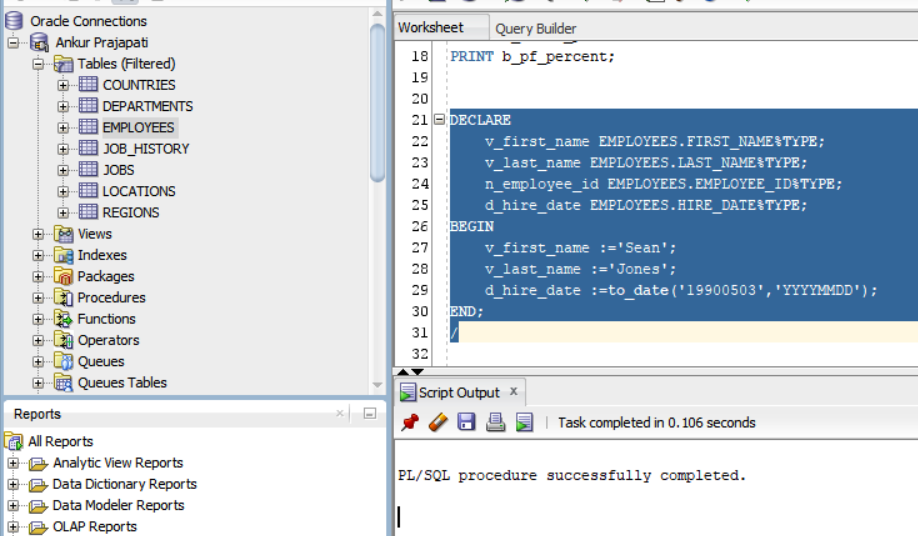 Oracle Connections
Ankur Prajapati
Tables (Filtered)
COUNTRIES
DEPARTMENTS
EMPLOYEES
JOB_HISTORY
JOBS
LOCATIONS
REGIONS
Views
Indexes
Packages
Procedures
Functions
Operators
Queues
Queues Tables
Reports
All Reports
Analytic View Reports
Data Dictionary Reports
Data Modeler Reports
OLAP Reports
Worksheet Query Builder
18 PRINT b_pf_percent;
19
20
21 DECLARE
22 v_first_name EMPLOYEES.FIRST_NAME%TYPE;
23 v_last_name EMPLOYEES.LAST_NAME%TYPE;
24 n_employee_id EMPLOYEES.EMPLOYEE_ID%TYPE;
25 d_hire_date EMPLOYEES.HIRE_DATE%TYPE;
26 BEGIN
27 v_first_name :='Sean';
28 v_last_name :='Jones';
29 d_hire_date :=to_date('19900503','YYYYMMDD');
30 END;
31 /
32
Script Output x
Task completed in 0.106 seconds
PL/SQL procedure successfully completed.